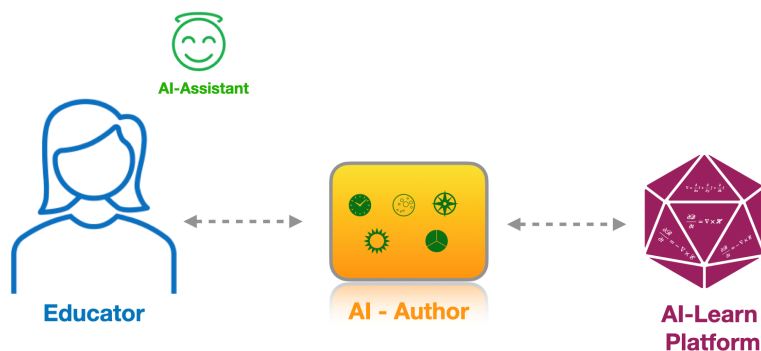 AI-Assistant
Educator
AI - Author
AI-Learn
Platform